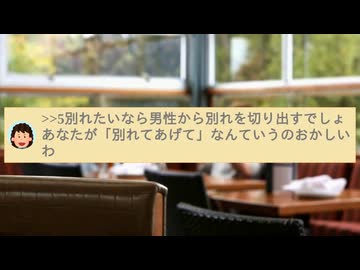 >>5別れたいなら男性から別れを切り出すでしょ
あなたが「別れてあげて」なんていうのおかしい
わ